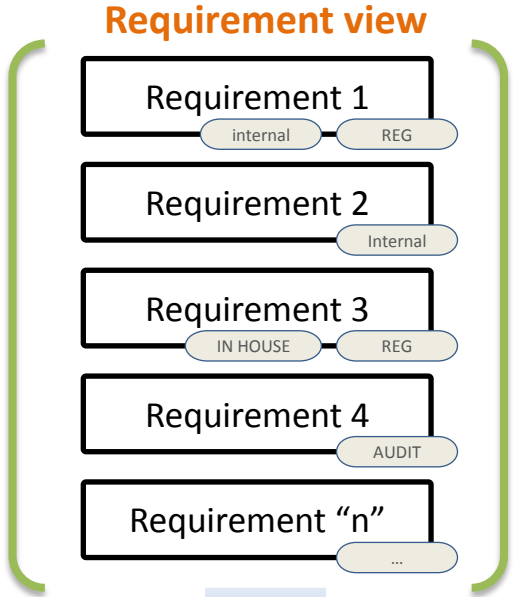 Requirement view
Requirement 1
internal REG
Requirement 2
Internal
Requirement 3
IN HOUSE REG
Requirement 4
AUDIT
Requirement “n”
...